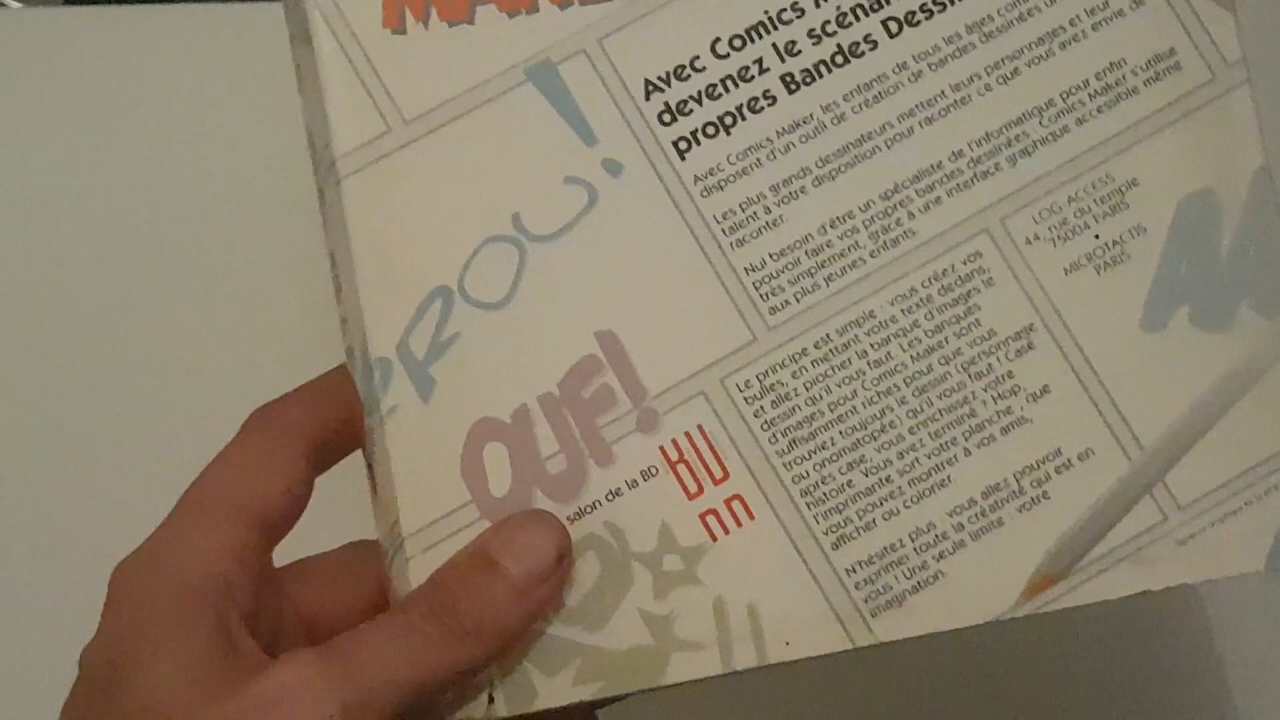 Avec Comics
devenez le
propres Bandes
Avec Comics Maker, les enfants de tous les âges
disposent d'un outil de création de bandes dessinées
Les plus grands dessinateurs mettent leurs personnages et leur
talent à votre disposition pour raconter ce que vous avez envie de
raconter.
Nul besoin d'être un spécialiste de l'informatique pour enfin
pouvoir faire vos propres bandes dessinées : Comics Maker s'utilise
très simplement, grâce à une interface graphique accessible même
aux plus jeunes enfants.
PROU!
OUF!
salon de la BD
Le principe est simple : vous créez vos
bulles, en mettant votre texte dedans,
et allez piocher la banque d'images le
dessin qu'il vous faut. Les banques
d'images pour Comics Maker sont
suffisamment riches pour que vous
trouviez toujours le dessin (personnage
ou onomatopée) qu'il vous faut ! Case
après case, vous enrichissez votre
histoire. Vous avez terminé ? Hop,
l'imprimante sort votre planche, que
vous pouvez montrer à vos amis,
afficher ou colorier.
N'hésitez plus : vous allez pouvoir
exprimer toute la créativité qui est en
vous ! Une seule limite : votre
imagination.
LOG-ACCESS
44, rue du temple
75004 PARIS
MICROTACTIS
PARIS